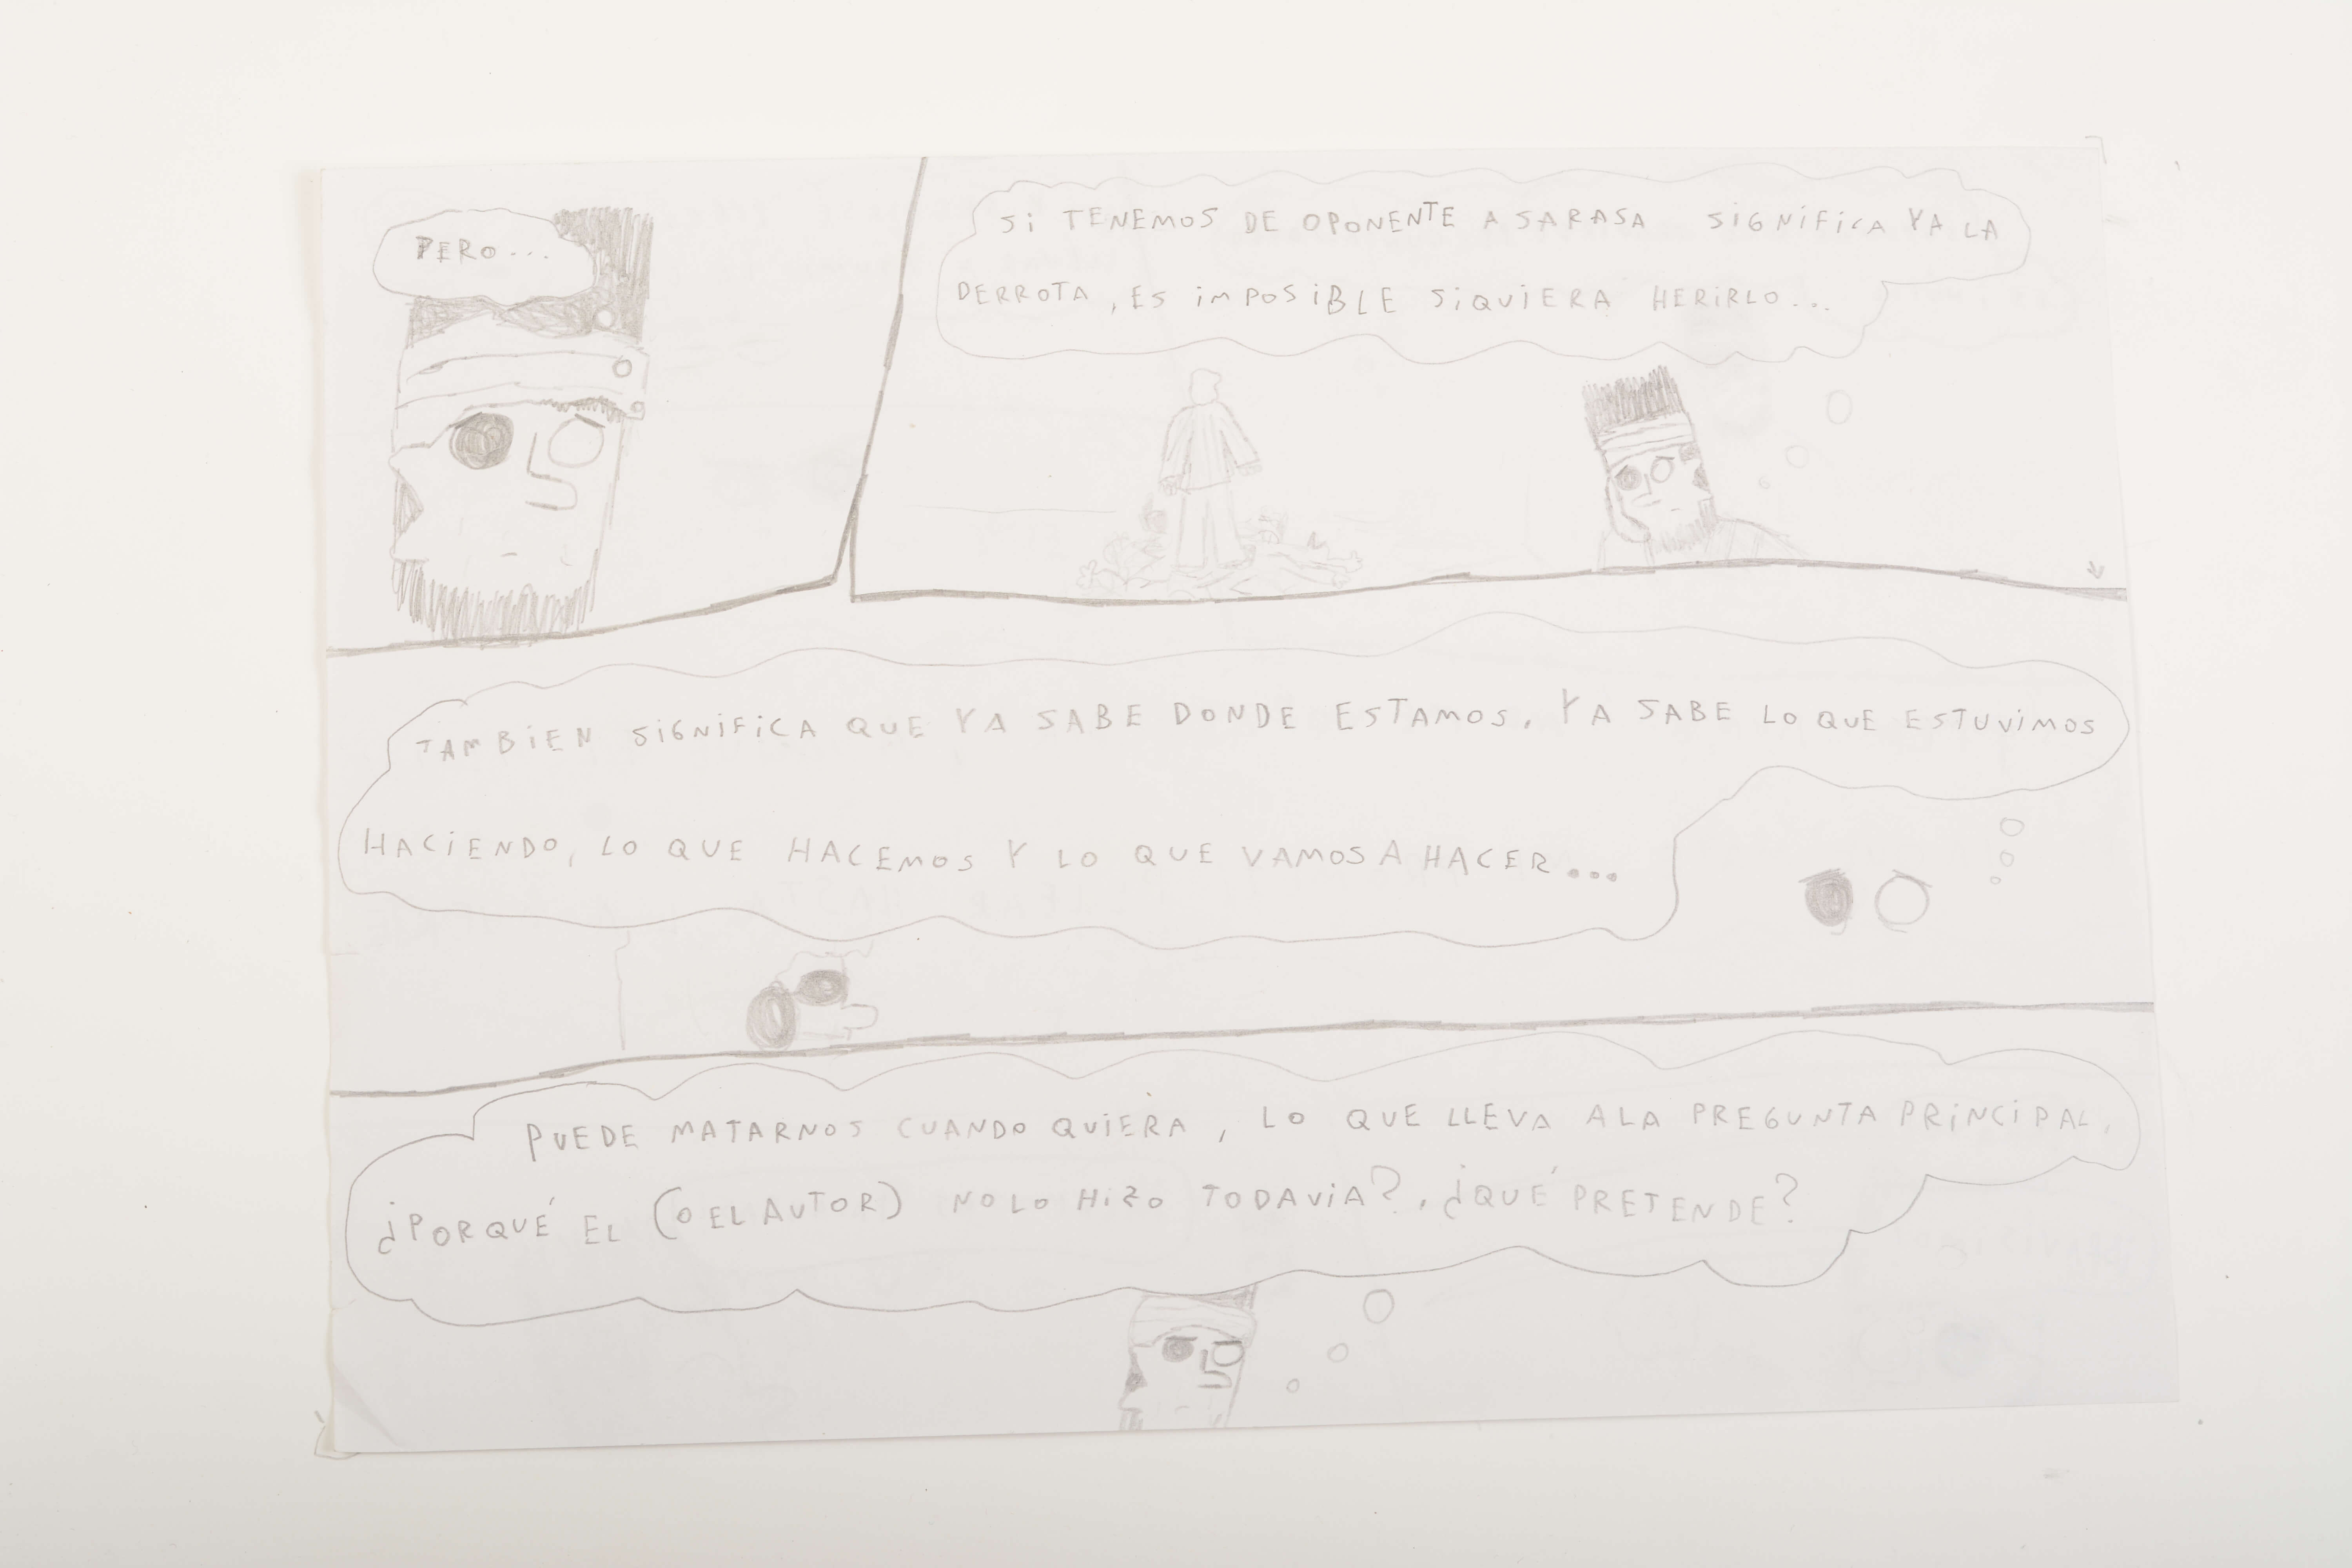 PERO...
Si TENEMOS DE OPONENTE A SARASA SiGNiFiCA YA LA
DERROTA, ES iMPOSiBLE SiQUiERA HERiRLO...
TAMBiEN SiGNiFiCA QUE YA SABE DONDE ESTAMOS, YA SABE LO QUE ESTUViMOS
HACiENDO, LO QUE HACEMOS Y LO QUE VAMOS A HACER...
PUEDE MATARNOS CUANDO QUiERA, LO QUE LLEVA A LA PREGUNTA PRiNCiPAL,
¿PORQUÉ EL (O EL AUTOR) NO LO HiZO TODAViA?, ¿QUÉ PRETENDE?